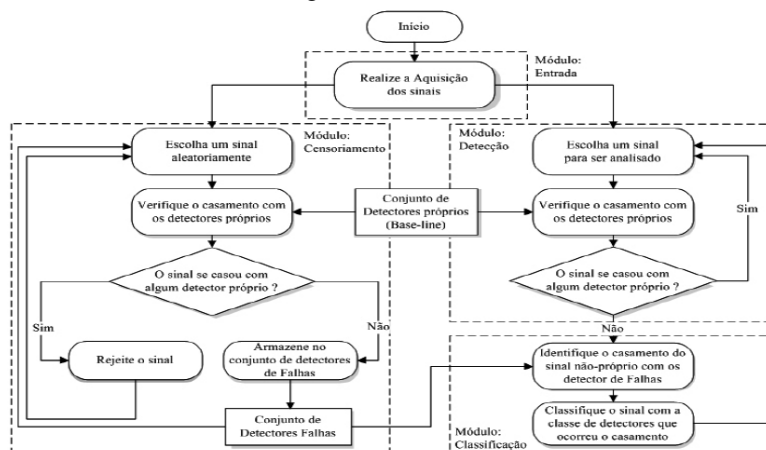 Início
Módulo:
Entrada
Realize a Aquisição
dos sinais
Módulo:
Censoriamento
Escolha um sinal
aleatoriamente
Verifique o casamento com
os detectores próprios
O sinal se casou com
algum detector próprio ?
Sim
Não
Rejeite o sinal
Armazene no
conjunto de detectores
de Falhas
Conjunto de
Detectores Falhas
Conjunto de
Detectores próprios
(Base-line)
Módulo:
Detecção
Escolha um sinal
para ser analisado
Verifique o casamento com
os detectores próprios
Sim
O sinal se casou com
algum detector próprio ?
Não
Identifique o casamento do
sinal não-próprio com os
detector de Falhas
Classifique o sinal com a
classe de detectores que
ocorreu o casamento
Módulo:
Classificação